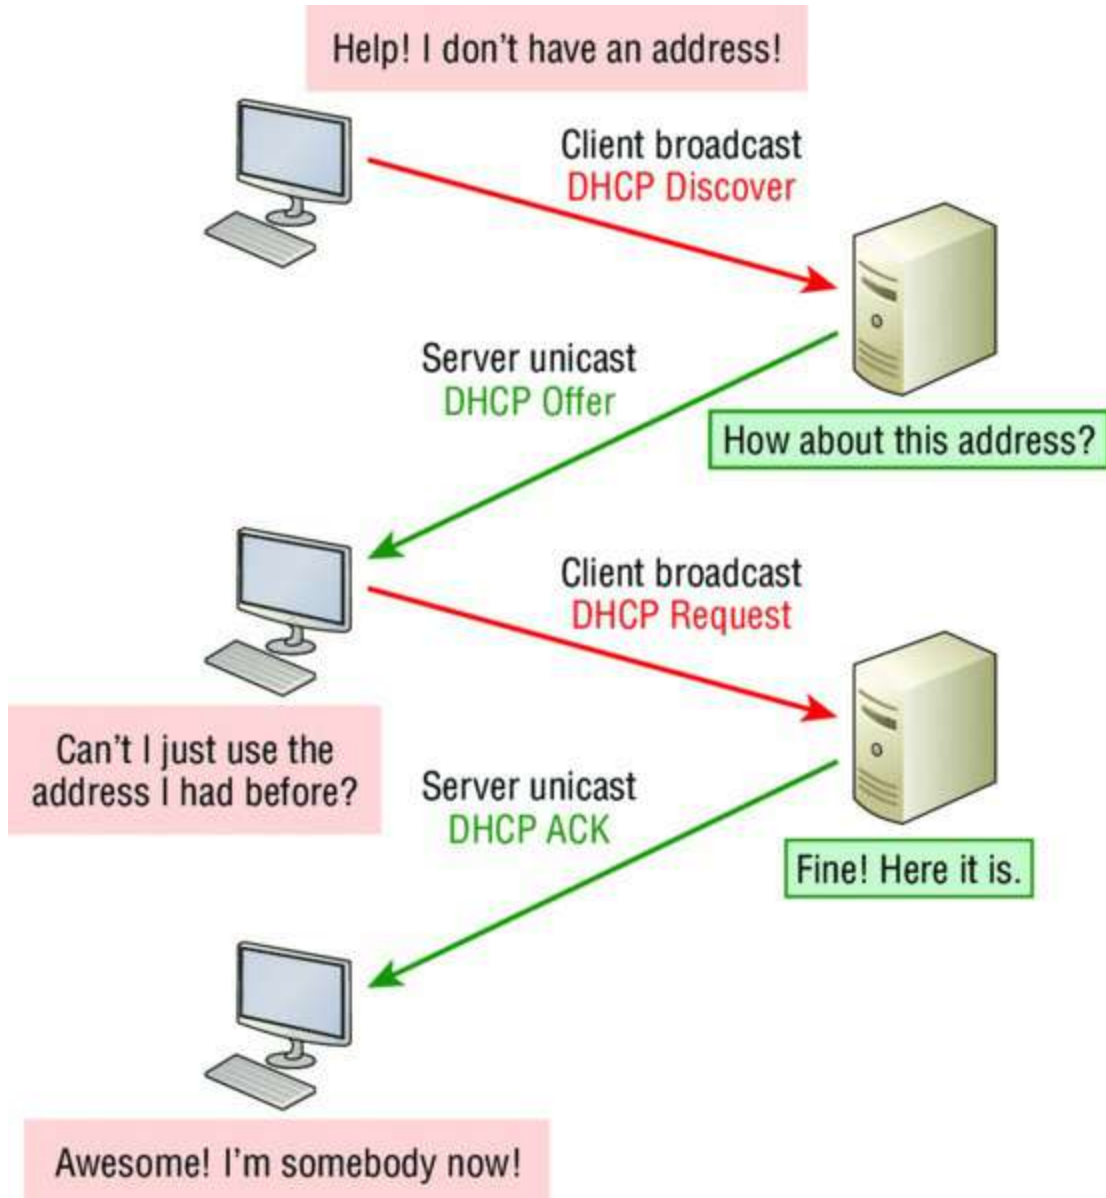 Help! I don't have an address!
Client broadcast
DHCP Discover
Server unicast
DHCP Offer
How about this address?
Client broadcast
DHCP Request
Can't I just use the
address I had before?
Server unicast
DHCP ACK
Fine! Here it is.
Awesome! I'm somebody now!